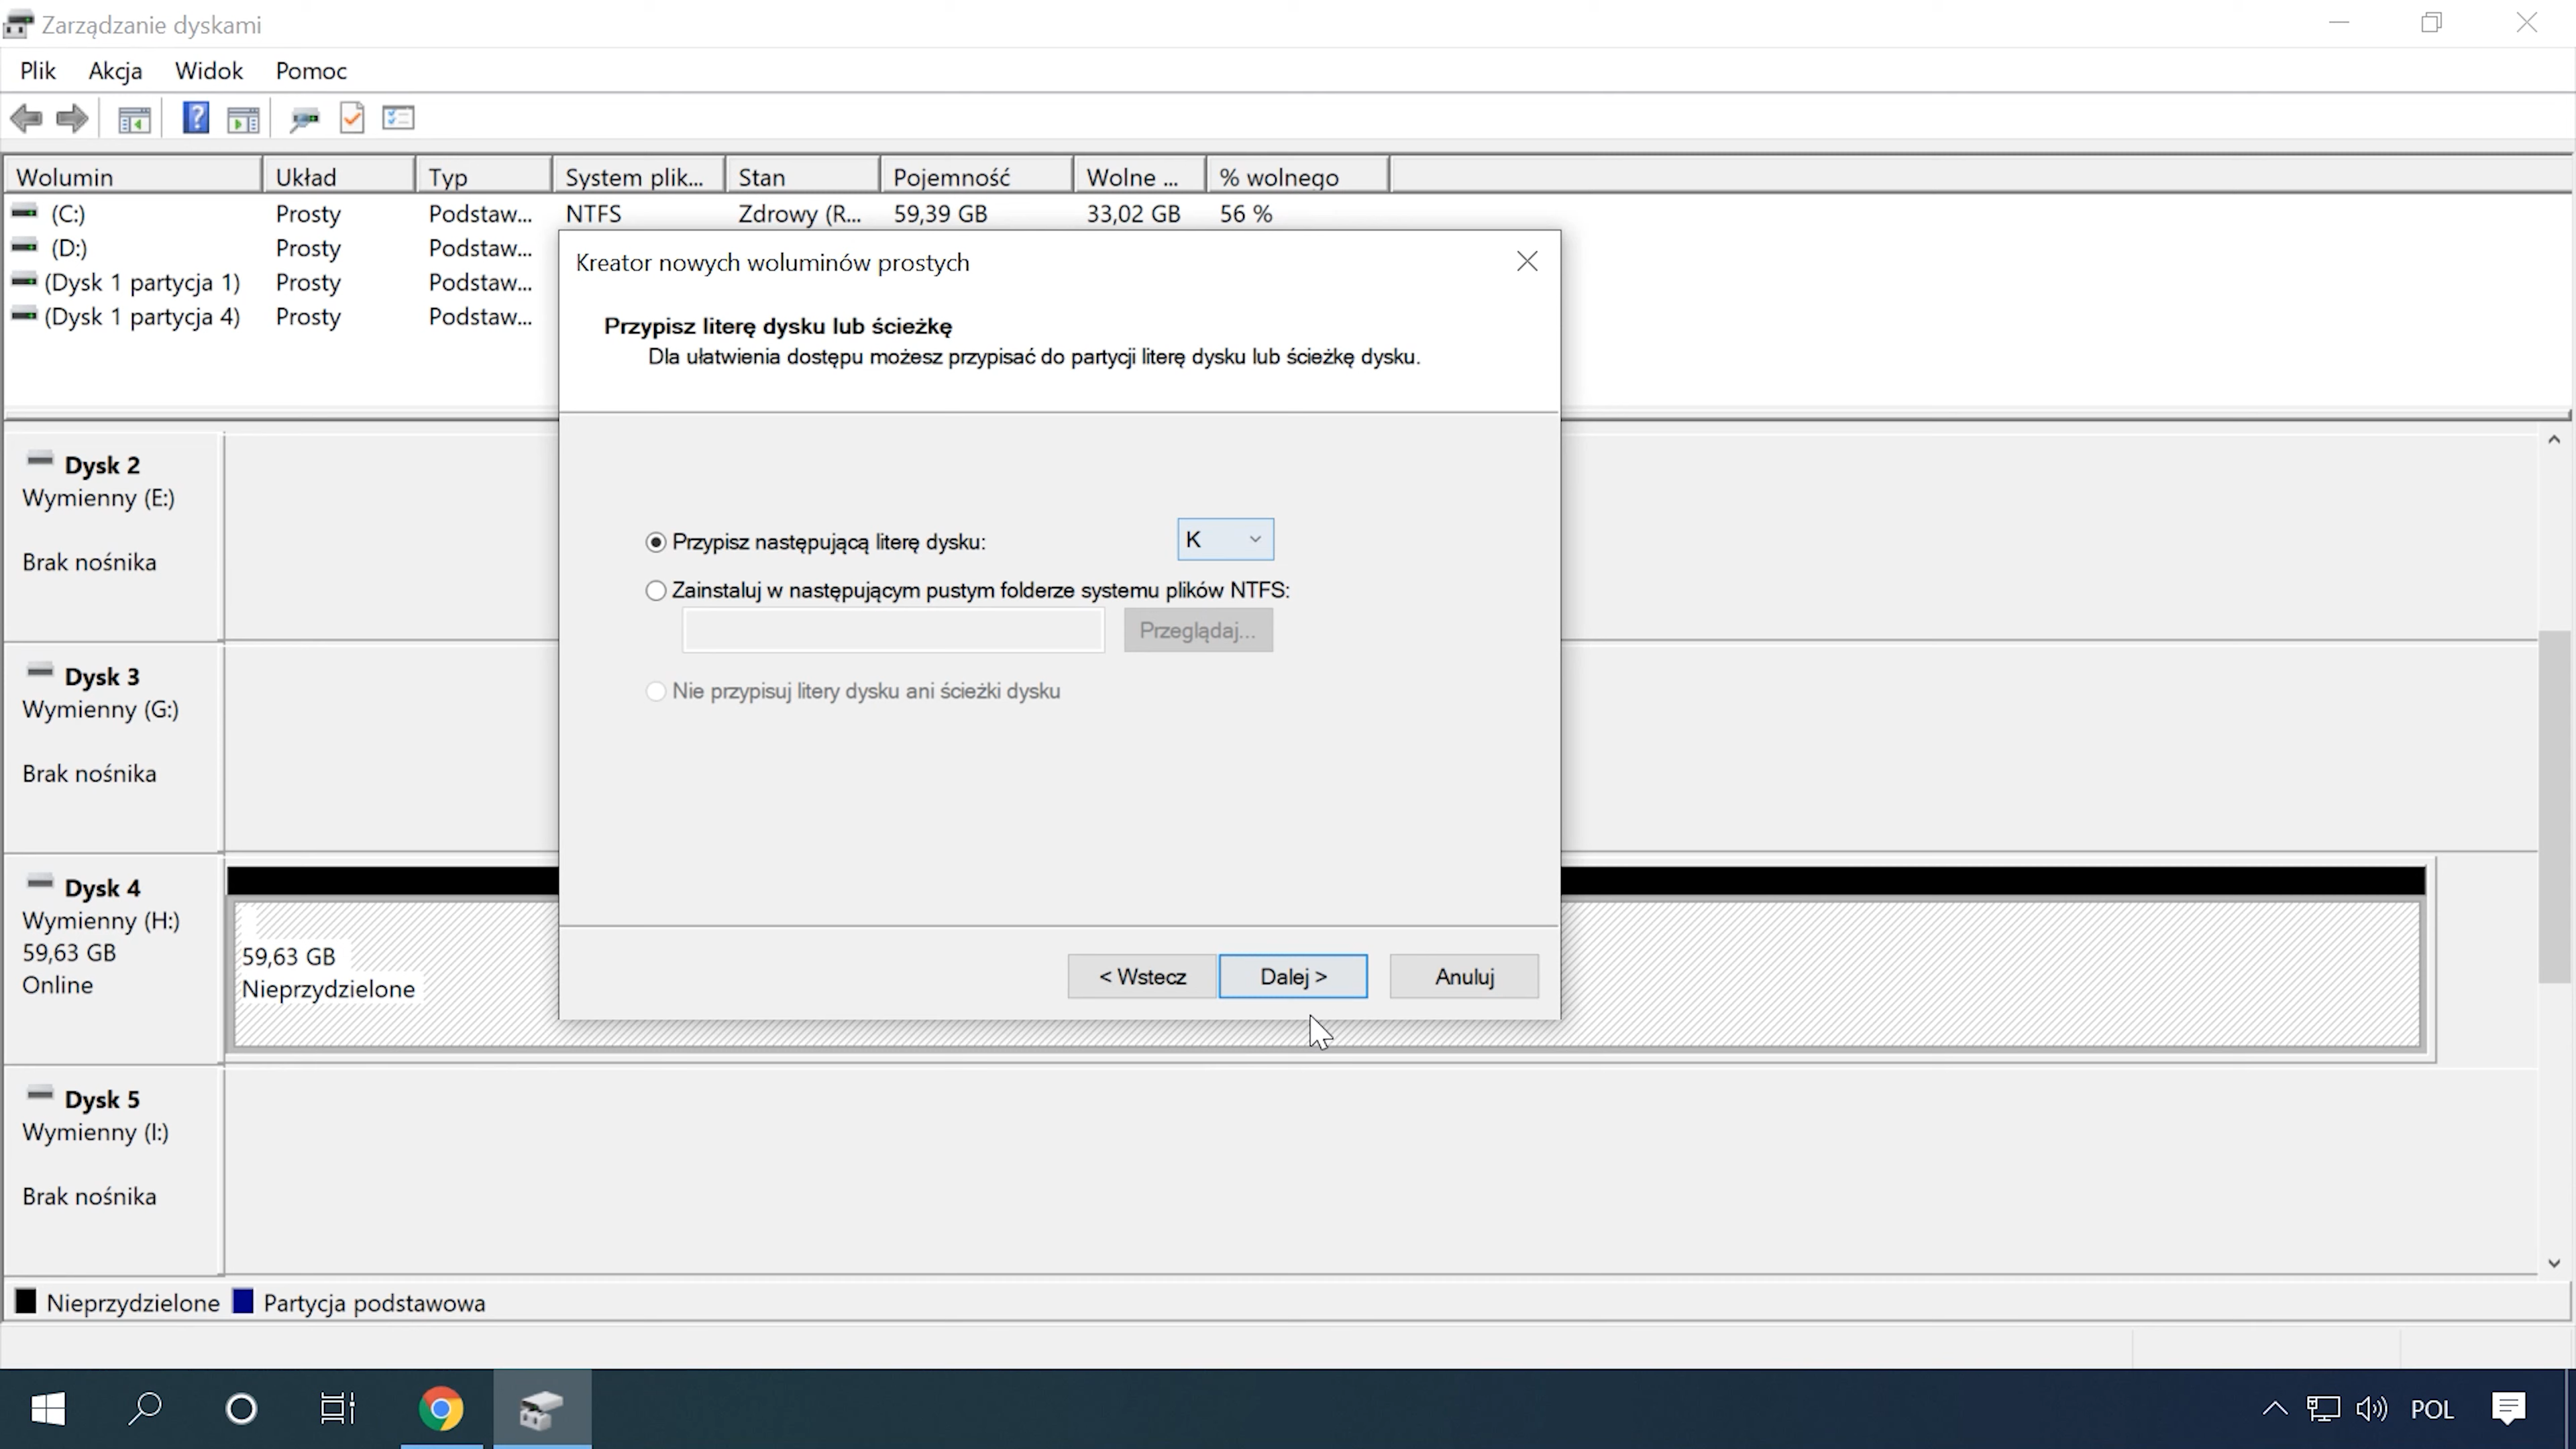 Zarządzanie dyskami
Plik Akcja Widok Pomoc
Wolumin Układ Typ System plik... Stan Pojemność Wolne ... % wolnego
(C:) Prosty Podstaw... NTFS Zdrowy (R... 59,39 GB 33,02 GB 56 %
(D:) Prosty Podstaw...
(Dysk 1 partycja 1) Prosty Podstaw...
(Dysk 1 partycja 4) Prosty Podstaw...
Kreator nowych woluminów prostych
Przypisz literę dysku lub ścieżkę
Dla ułatwienia dostępu możesz przypisać do partycji literę dysku lub ścieżkę dysku.
Przypisz następującą literę dysku: K
Zainstaluj w następującym pustym folderze systemu plików NTFS:
Przeglądaj...
Nie przypisuj litery dysku ani ścieżki dysku
< Wstecz Dalej > Anuluj
Dysk 2
Wymienny (E:)
Brak nośnika
Dysk 3
Wymienny (G:)
Brak nośnika
Dysk 4
Wymienny (H:)
59,63 GB
Online
59,63 GB
Nieprzydzielone
Dysk 5
Wymienny (I:)
Brak nośnika
Nieprzydzielone Partycja podstawowa
POL